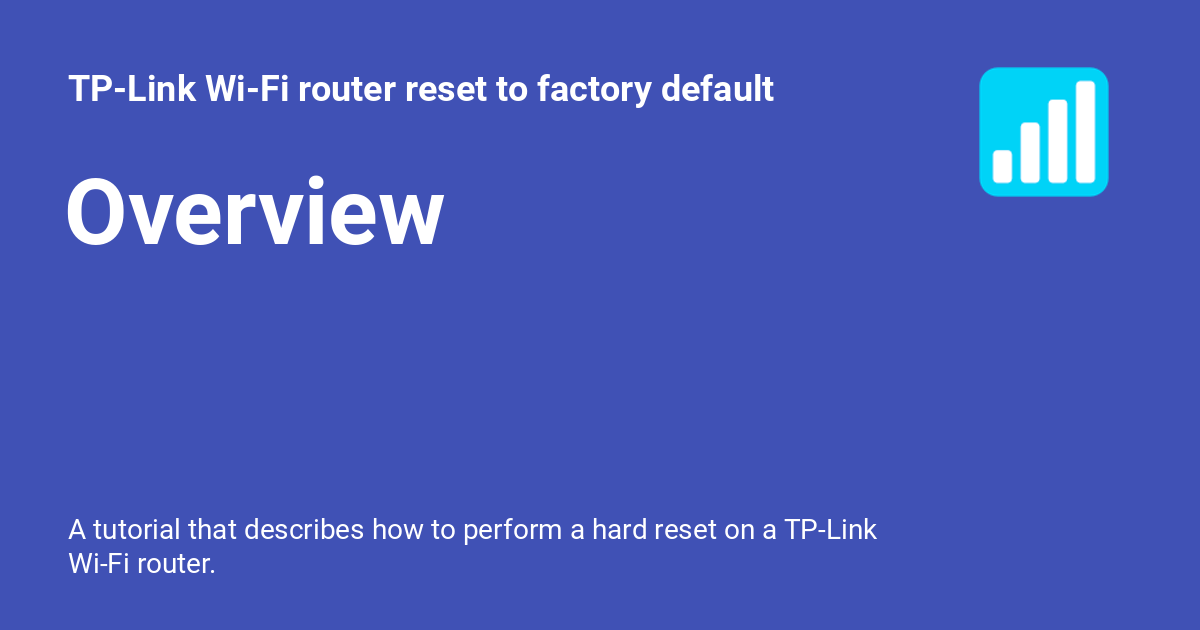 TP-Link Wi-Fi router reset to factory default
Overview
A tutorial that describes how to perform a hard reset on a TP-Link
Wi-Fi router.